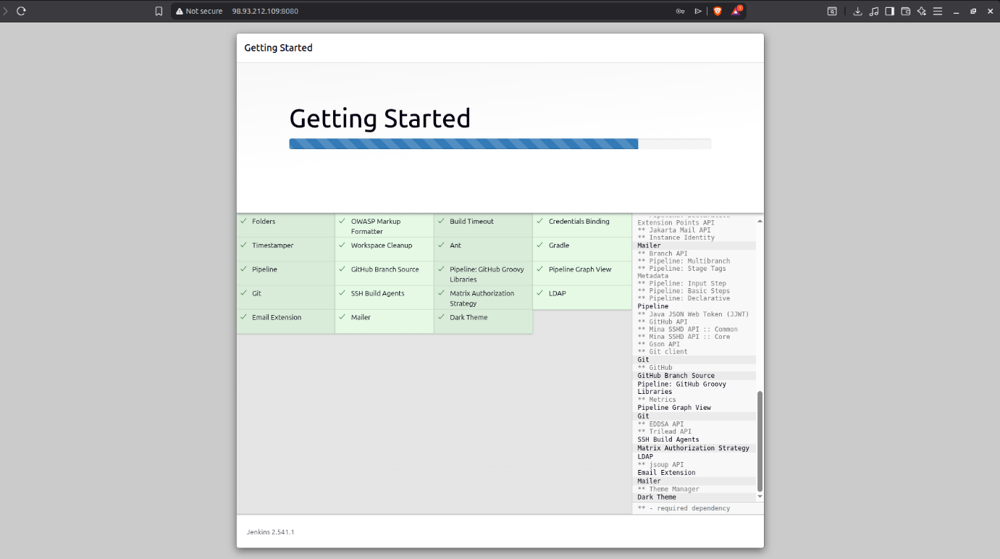 Not secure 98.93.212.109:8080
1
Getting Started
Getting Started
Folders
OWASP Markup
Formatter
Build Timeout
Credentials Binding
Timestamper
Workspace Cleanup
Ant
Gradle
Pipeline
GitHub Branch Source
Pipeline: GitHub Groovy
Libraries
Pipeline Graph View
Git
SSH Build Agents
Matrix Authorization
Strategy
LDAP
Email Extension
Mailer
Dark Theme
** Pipeline: Declarative
Extension Points API
** Jakarta Mail API
** Instance Identity
Mailer
** Branch API
** Pipeline: Multibranch
** Pipeline: Stage Tags
Metadata
** Pipeline: Input Step
** Pipeline: Basic Steps
** Pipeline: Declarative
Pipeline
** Java JSON Web Token (JJWT)
** GitHub API
** Mina SSHD API :: Common
** Mina SSHD API :: Core
** Gson API
** Git client
Git
** GitHub
GitHub Branch Source
Pipeline: GitHub Groovy
Libraries
** Metrics
Pipeline Graph View
Git
** EDDSA API
** Trilead API
SSH Build Agents
Matrix Authorization Strategy
LDAP
** jsoup API
Email Extension
Mailer
** Theme Manager
Dark Theme
** - required dependency
Jenkins 2.541.1